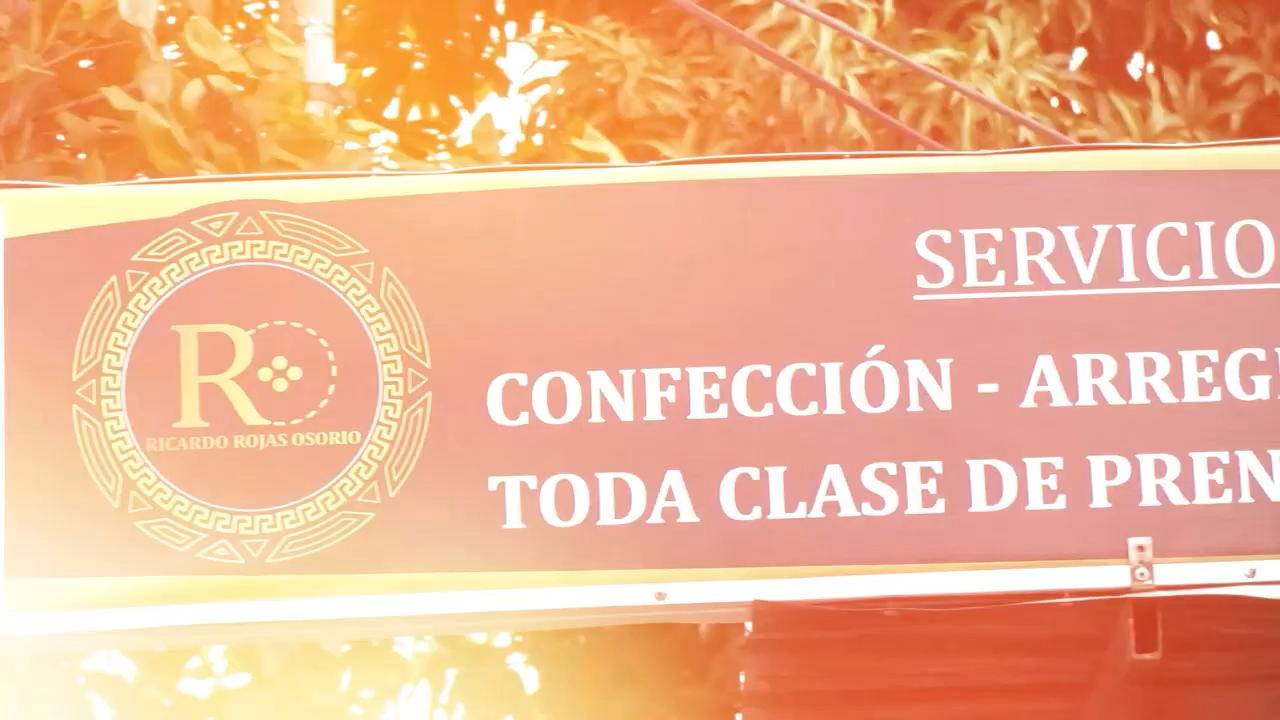 R
RICARDO ROJAS OSORIO
SERVICIO
CONFECCIÓN - ARREG
TODA CLASE DE PREN